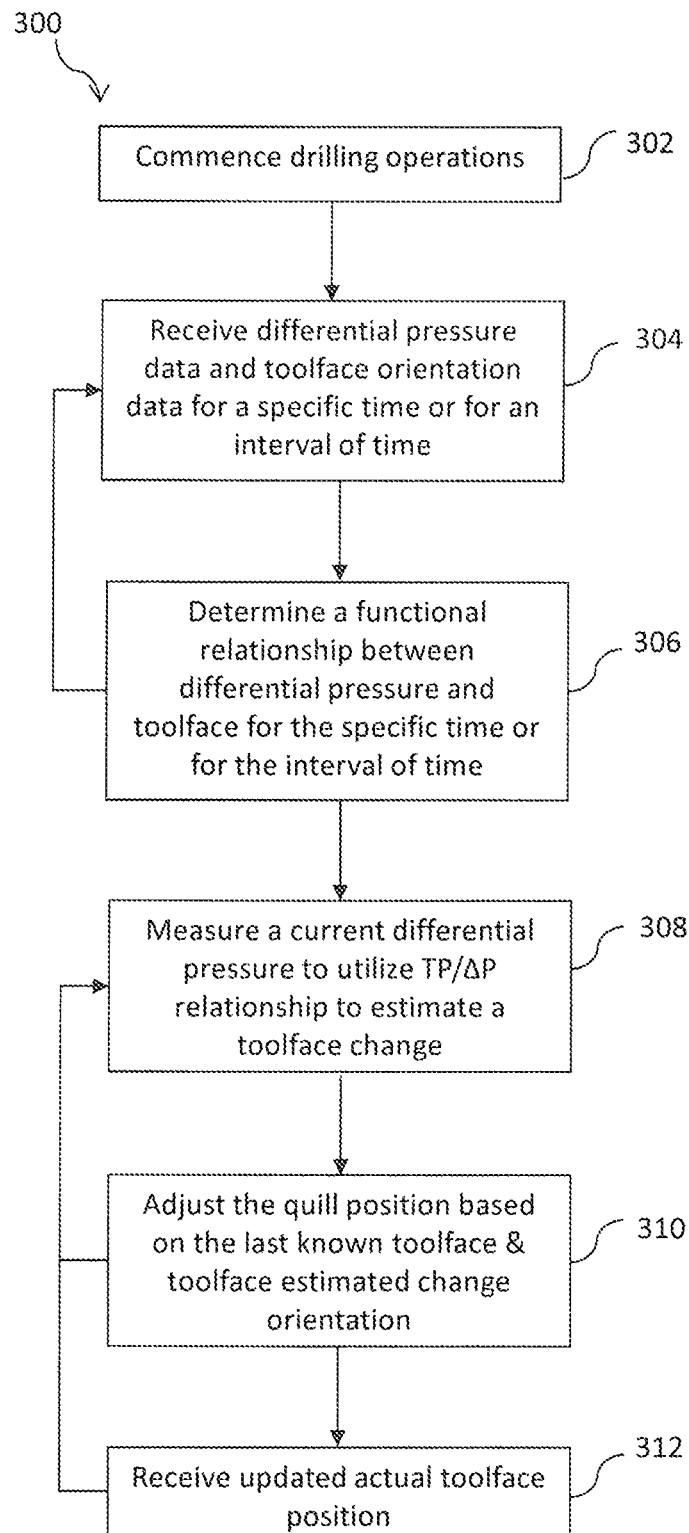 300
Commence drilling operations
302
Receive differential pressure
data and toolface orientation
data for a specific time or for an
interval of time
304
Determine a functional
relationship between
differential pressure and
toolface for the specific time or
for the interval of time
306
Measure a current differential
pressure to utilize TP/ΔP
relationship to estimate a
toolface change
308
Adjust the quill position based
on the last known toolface &
toolface estimated change
orientation
310
Receive updated actual toolface
position
312